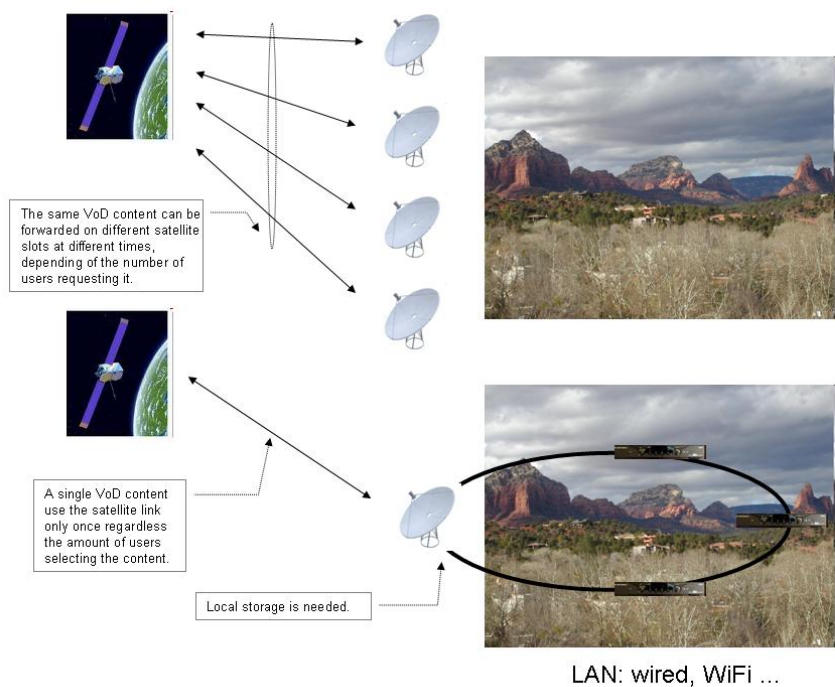 The same VoD content can be
forwarded on different satellite
slots at different times,
depending of the number of
users requesting it.
A single VoD content
use the satellite link
only once regardless
the amount of users
selecting the content.
Local storage is needed.
LAN: wired, WiFi ...